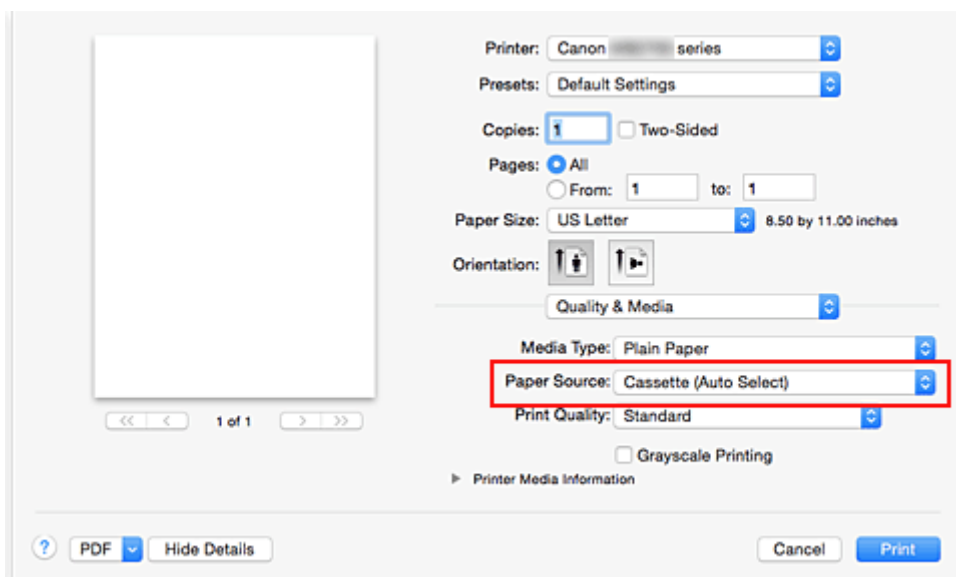 Printer: Canon series
Presets: Default Settings
Copies: 1 Two-Sided
Pages: All
From: 1 to: 1
Paper Size: US Letter 8.50 by 11.00 inches
Orientation:
Quality & Media
Media Type: Plain Paper
Paper Source: Cassette (Auto Select)
Print Quality: Standard
Grayscale Printing
Printer Media Information
<< < 1 of 1 > >>
? PDF Hide Details Cancel Print